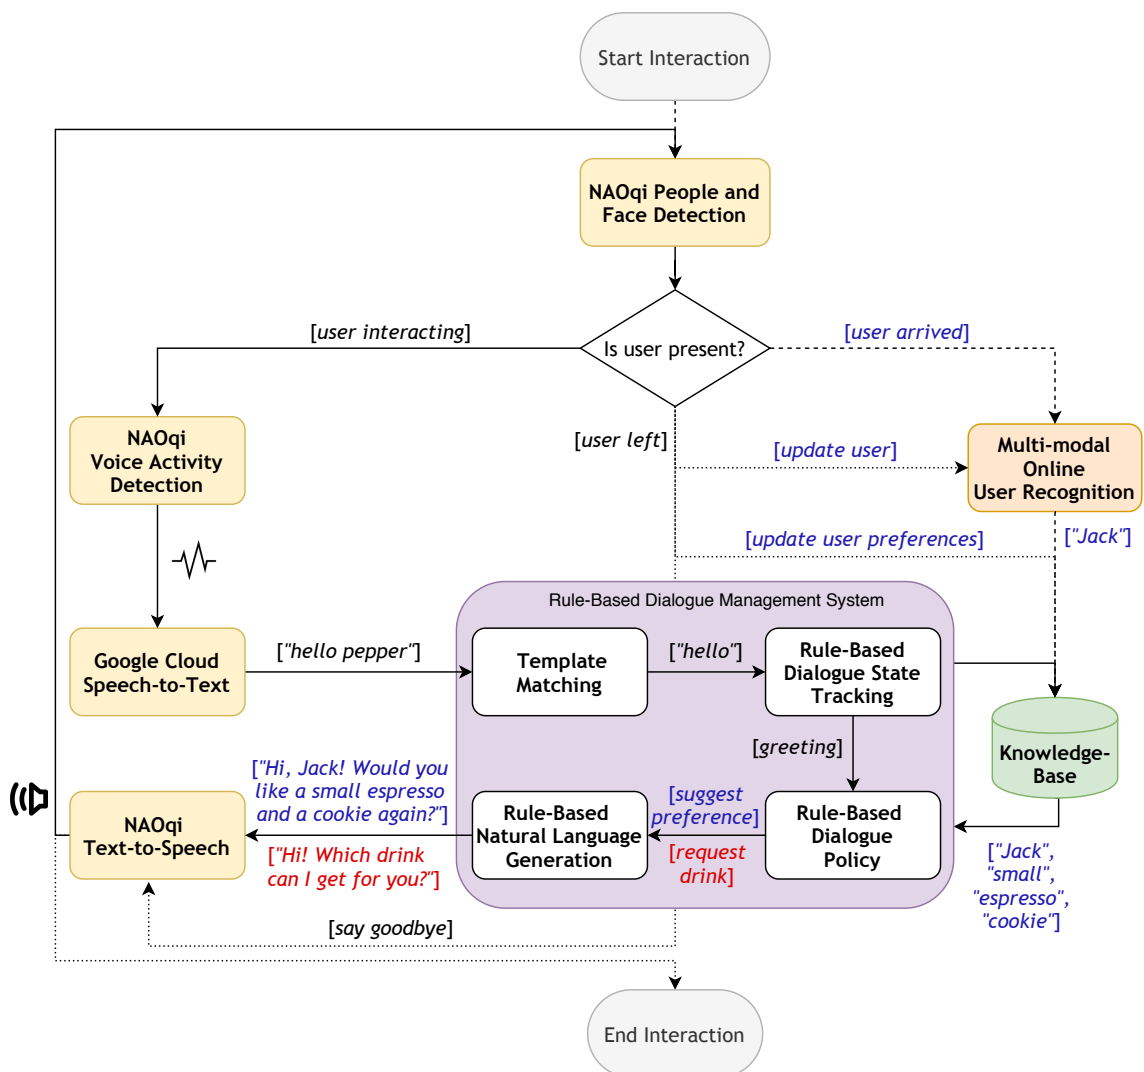 Start Interaction
NAOqi People and
Face Detection
[user interacting]
Is user present?
[user arrived]
NAOqi
Voice Activity
Detection
[user left]
[update user]
Multi-modal
Online
User Recognition
[update user preferences]
["Jack"]
Rule-Based Dialogue Management System
Google Cloud
Speech-to-Text
["hello pepper"]
Template
Matching
["hello"]
Rule-Based
Dialogue State
Tracking
[greeting]
Knowledge-
Base
NAOqi
Text-to-Speech
["Hi, Jack! Would you
like a small espresso
and a cookie again?"]
["Hi! Which drink
can I get for you?"]
Rule-Based
Natural Language
Generation
[suggest
preference]
[request
drink]
Rule-Based
Dialogue
Policy
["Jack",
"small",
"espresso",
"cookie"]
[say goodbye]
End Interaction